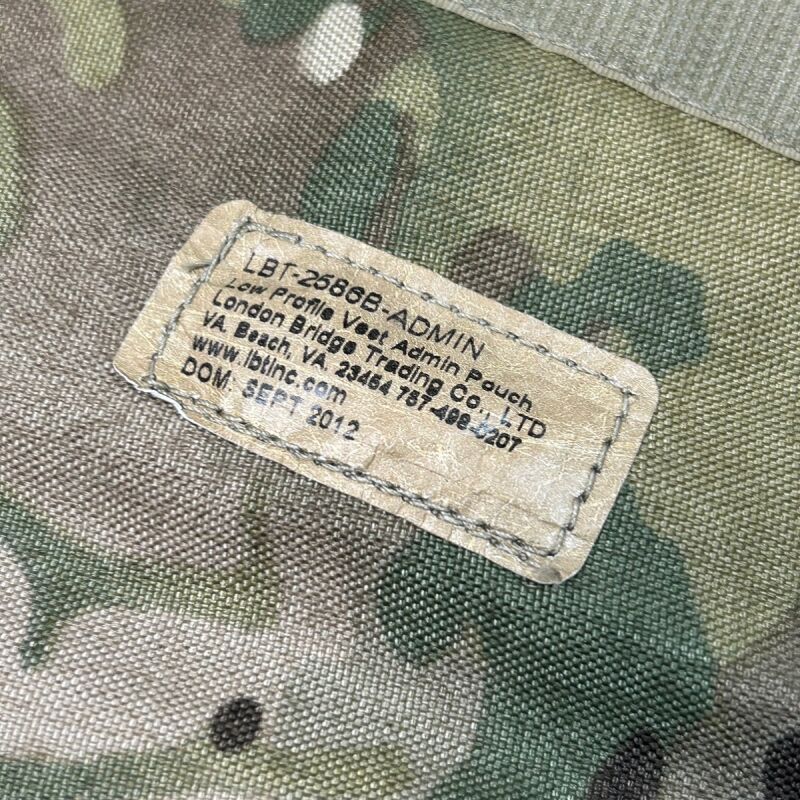 LBT-2586B-ADMIN
Low Profile Vest Admin Pouch
London Bridge Trading Co., LTD
VA. Beach, VA. 23454 757-498-0207
www.lbtinc.com
DOM: SEPT 2012